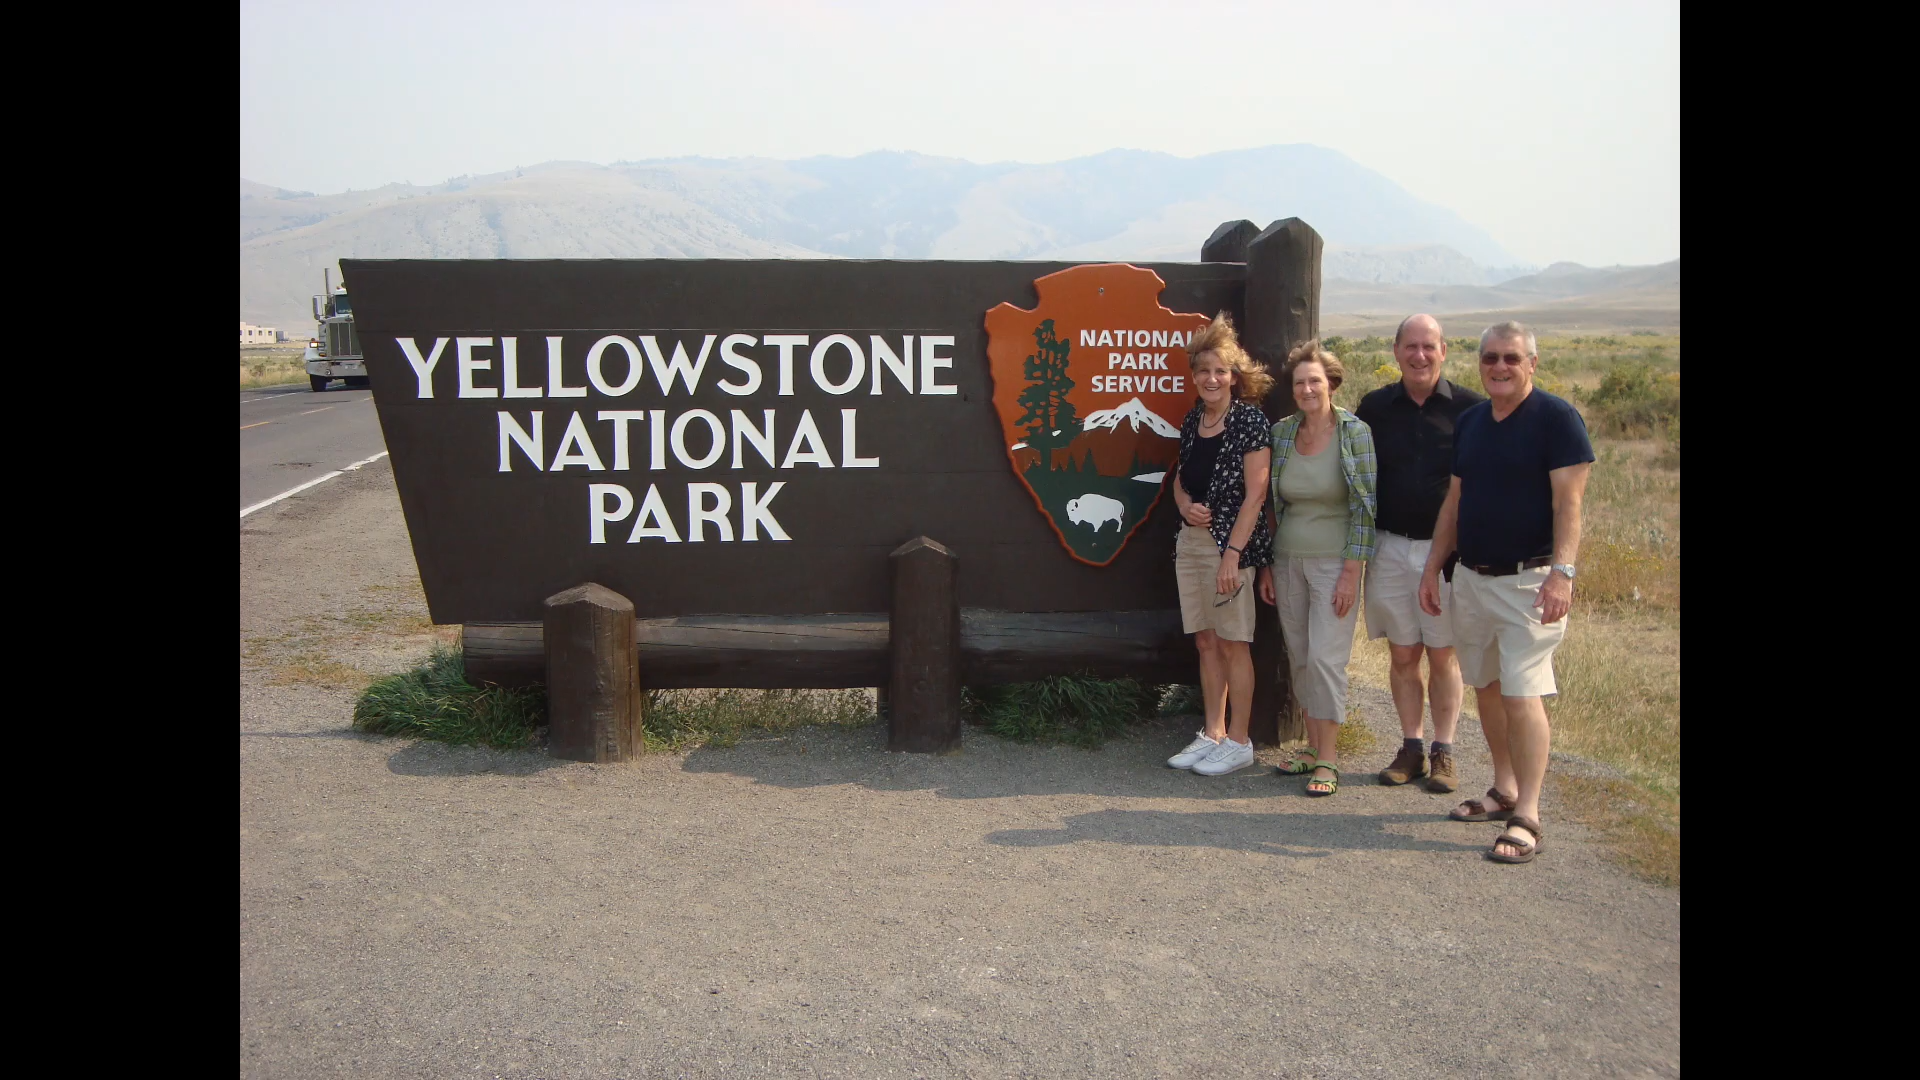 YELLOWSTONE
NATIONAL
PARK
NATIONAL
PARK
SERVICE